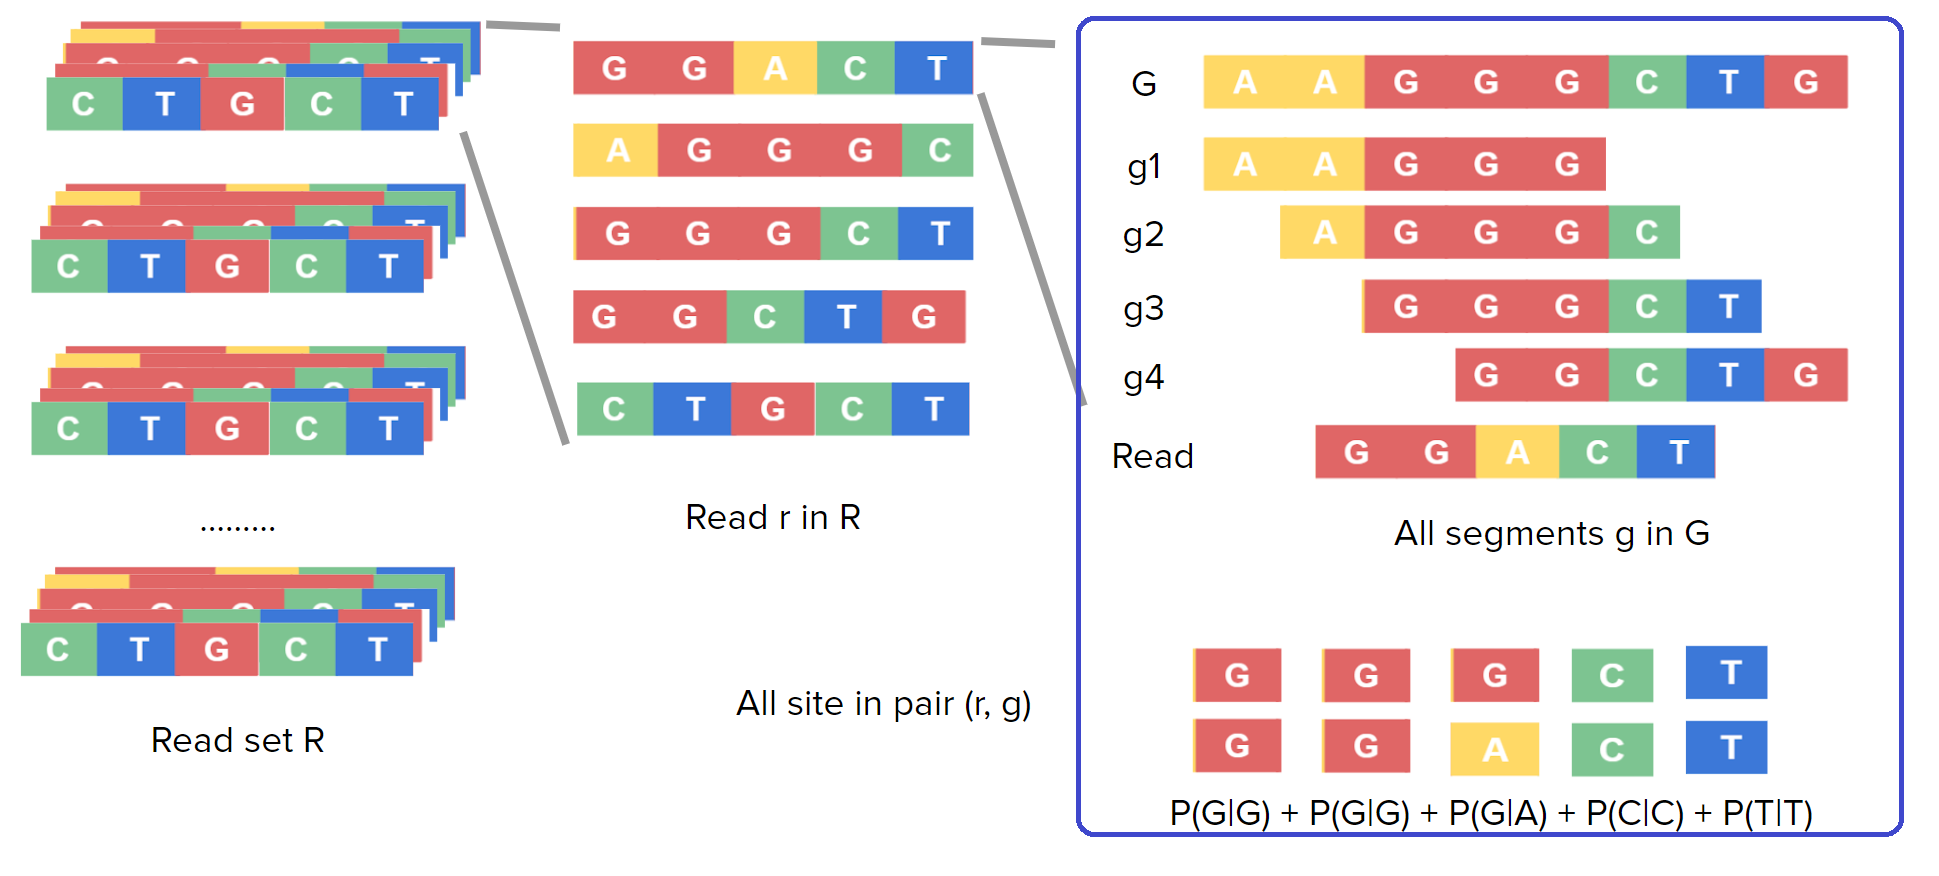 C T G C T
C T G C T
C T G C T
.........
C T G C T
Read set R
G G A C T
A G G G C
G G G C T
G G C T G
C T G C T
Read r in R
All site in pair (r, g)
G A A G G G C T G
g1 A A G G G
g2 A G G G C
g3 G G G C T
g4 G G C T G
Read G G A C T
All segments g in G
G G G C T
G G A C T
P(G|G) + P(G|G) + P(G|A) + P(C|C) + P(T|T)